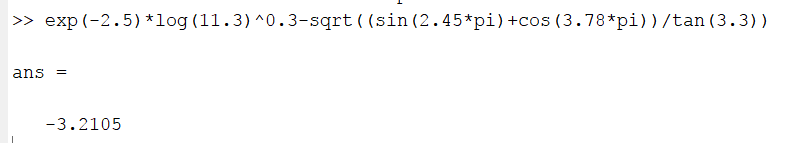 >> exp(-2.5)*log(11.3)^0.3-sqrt((sin(2.45*pi)+cos(3.78*pi))/tan(3.3))
ans =
-3.2105